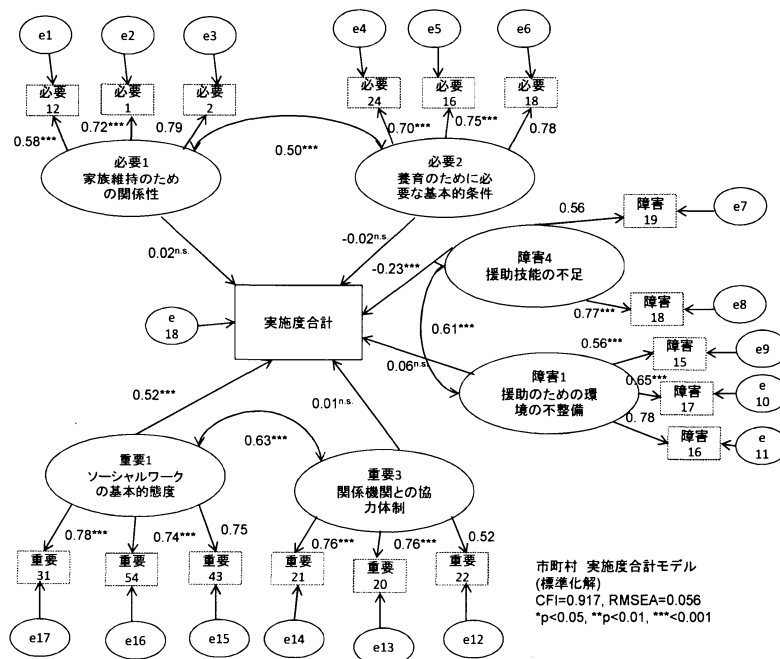 e1
e2
e3
e4
e5
e6
必要
12
必要
1
必要
2
必要
24
必要
16
必要
18
0.58***
0.72***
0.79
0.70***
0.75***
0.78
0.50***
必要1
家族維持のため
の関係性
必要2
養育のために必
要な基本的条件
0.56
障害
19
e7
0.02n.s.
-0.02n.s.
-0.23***
障害4
援助技能の不足
0.77***
障害
18
e8
e
18
実施度合計
0.61***
0.06n.s.
0.56***
障害
15
e9
障害1
援助のための環
境の不整備
0.65***
障害
17
e
10
0.78
障害
16
e
11
0.52***
0.01n.s.
0.63***
重要1
ソーシャルワーク
の基本的態度
重要3
関係機関との協
力体制
0.78***
0.74***
0.75
0.76***
0.76***
0.52
重要
31
重要
54
重要
43
重要
21
重要
20
重要
22
e17
e16
e15
e14
e13
e12
市町村 実施度合計モデル
(標準化解)
CFI=0.917, RMSEA=0.056
*p<0.05, **p<0.01, ***<0.001